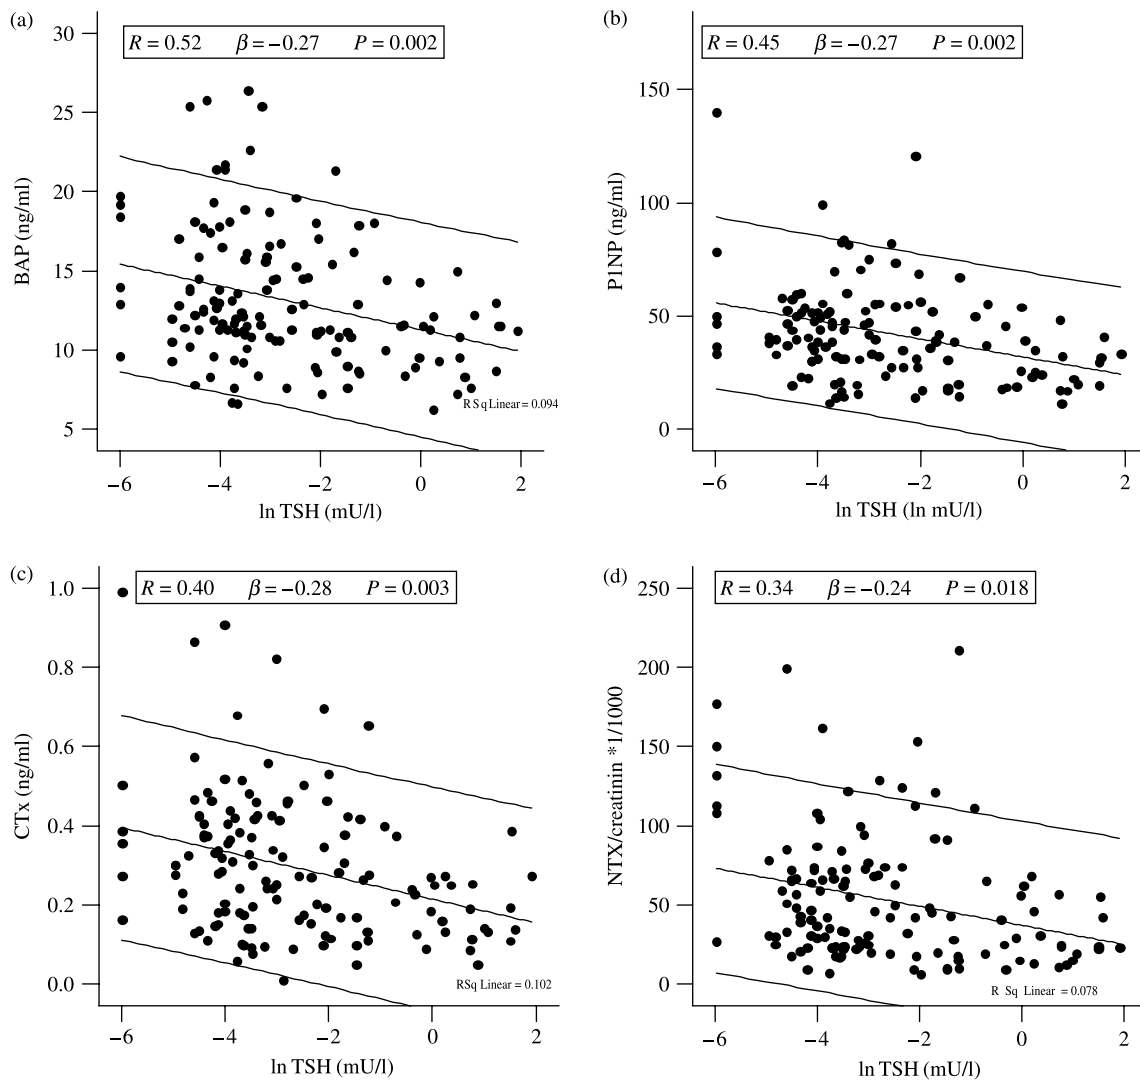 (a)
R = 0.52 β = −0.27 P = 0.002
30
25
20
15
10
5
BAP (ng/ml)
R Sq Linear = 0.094
−6 −4 −2 0 2
ln TSH (mU/l)
(b)
R = 0.45 β = −0.27 P = 0.002
150
100
50
0
P1NP (ng/ml)
−6 −4 −2 0 2
ln TSH (ln mU/l)
(c)
R = 0.40 β = −0.28 P = 0.003
1.0
0.8
0.6
0.4
0.2
0.0
CTx (ng/ml)
RSq Linear = 0.102
−6 −4 −2 0 2
ln TSH (mU/l)
(d)
R = 0.34 β = −0.24 P = 0.018
250
200
150
100
50
0
NTX/creatinin *1/1000
R Sq Linear = 0.078
−6 −4 −2 0 2
ln TSH (mU/l)